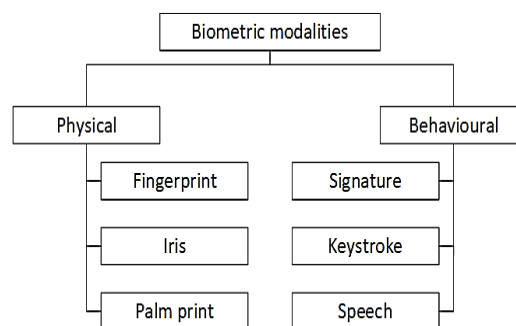 Biometric modalities
Physical
Behavioural
Fingerprint
Signature
Iris
Keystroke
Palm print
Speech